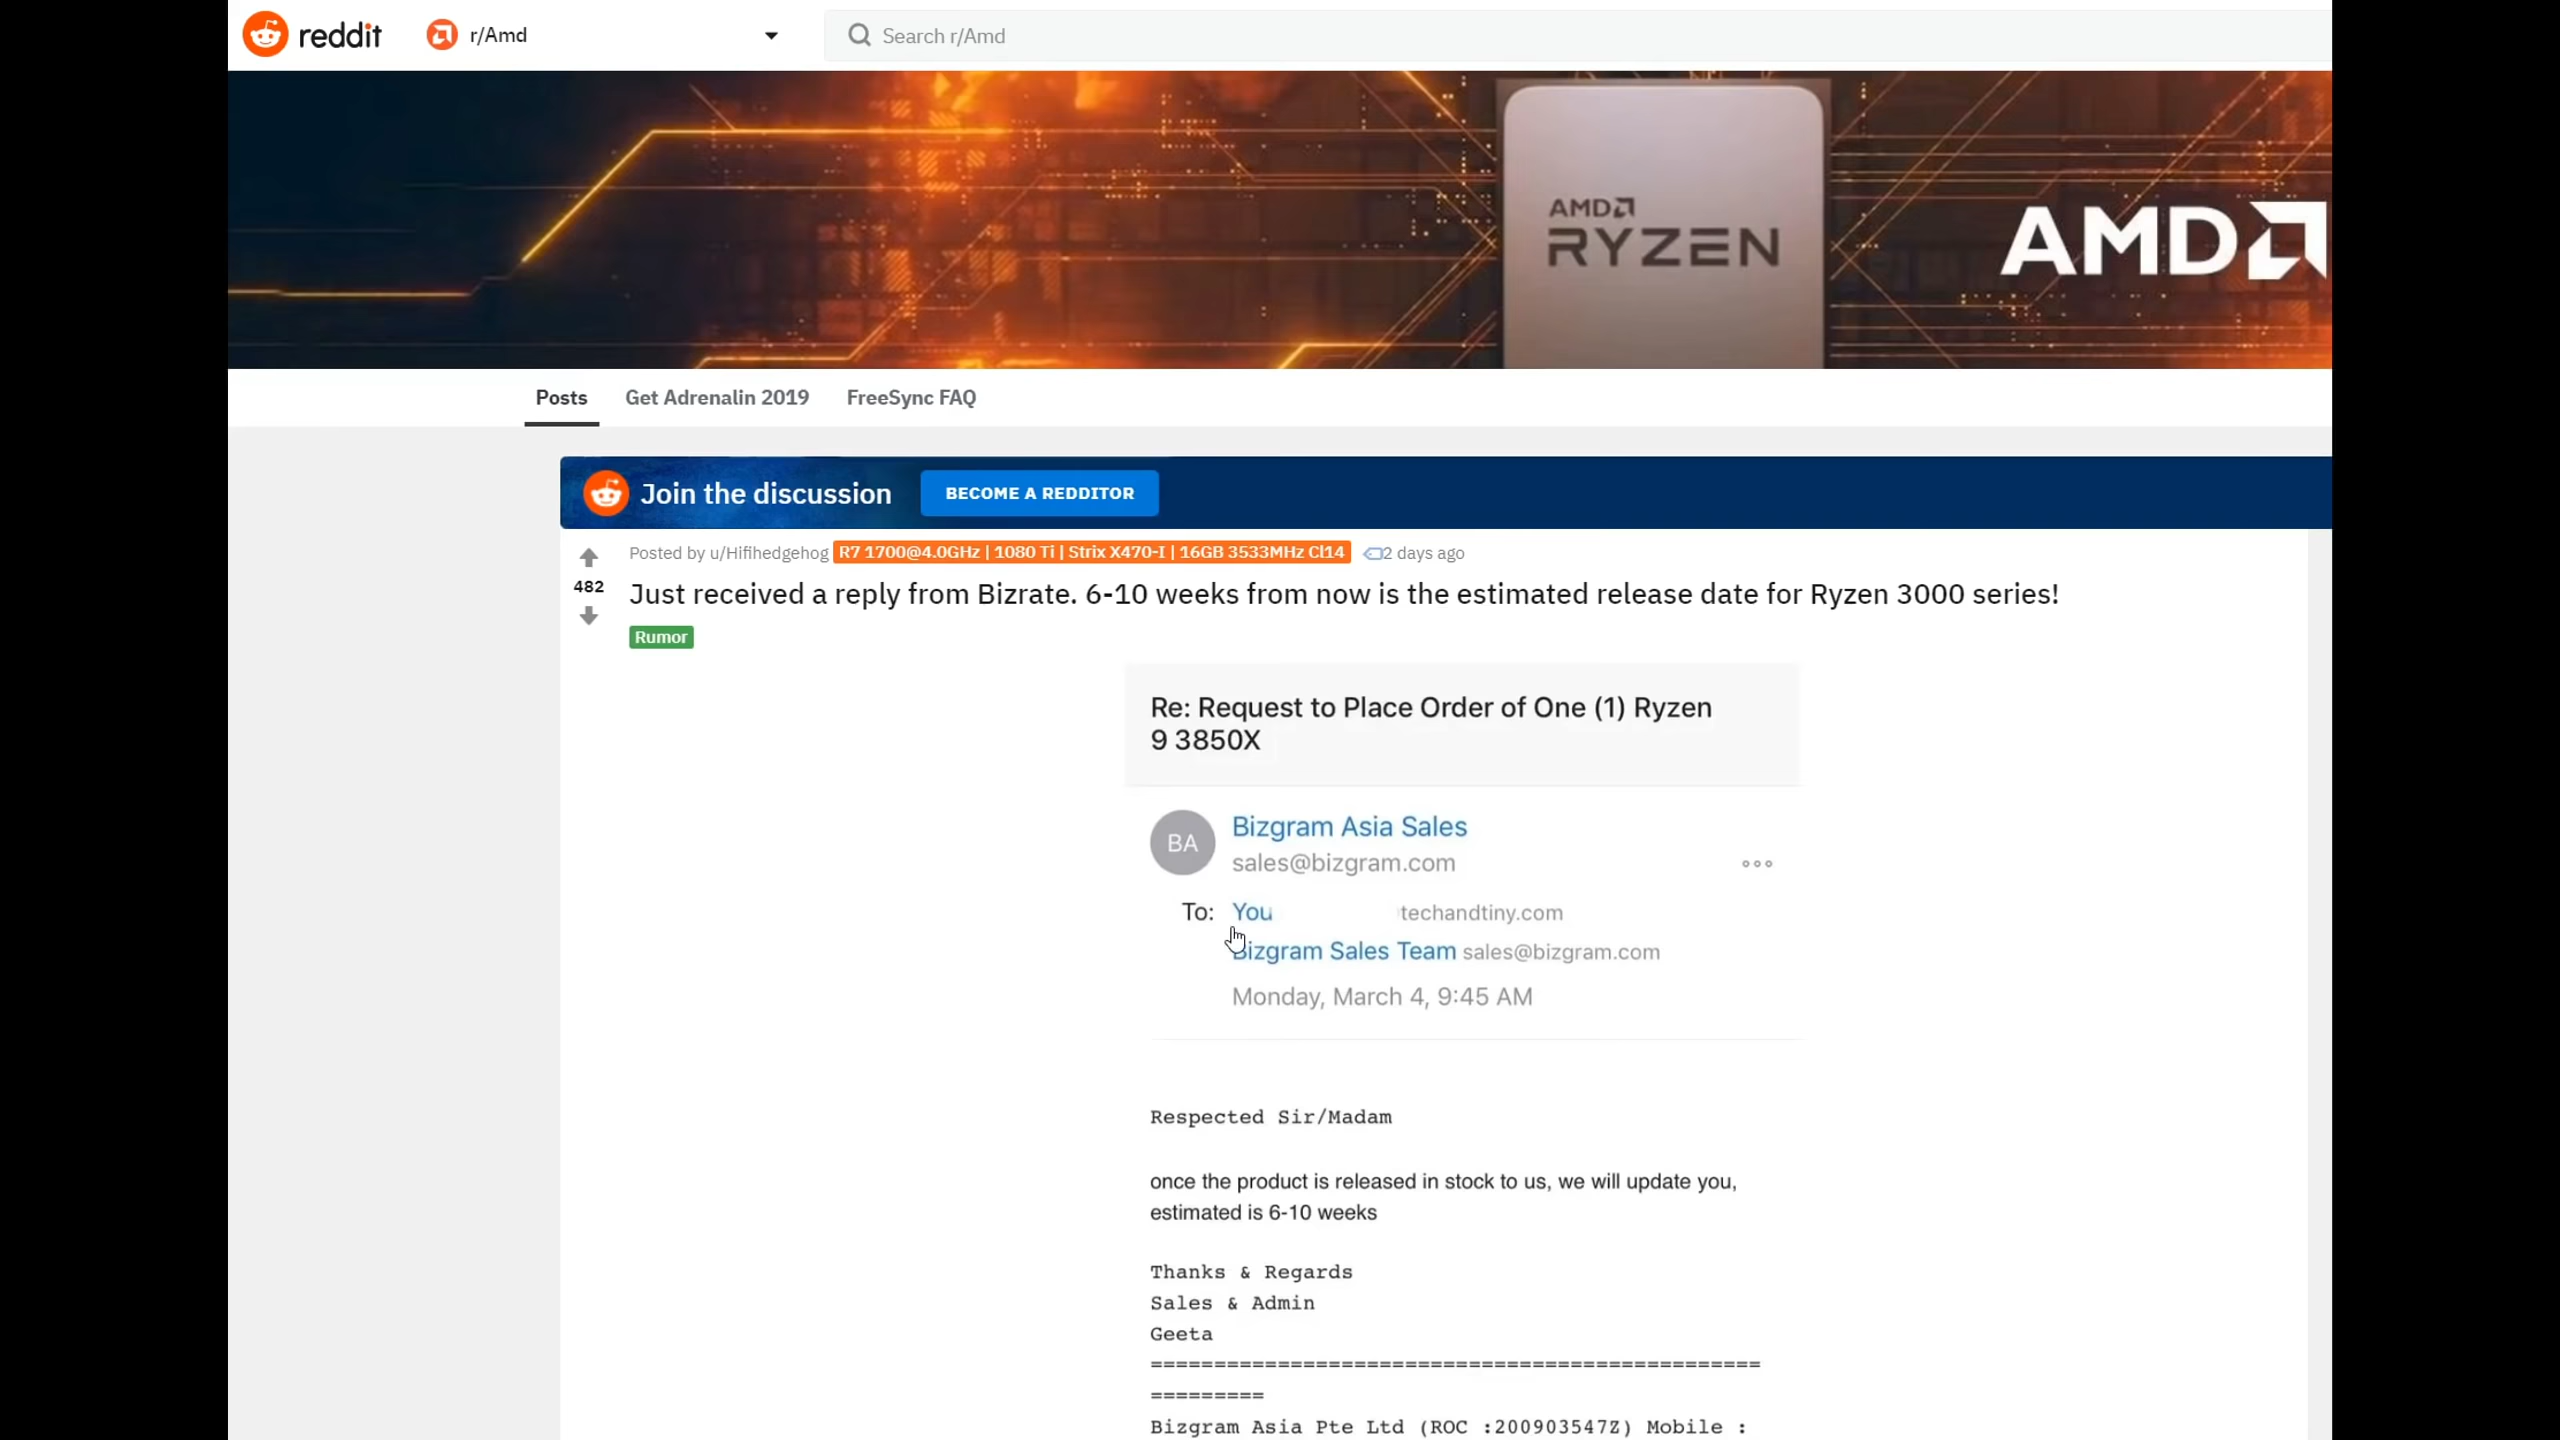 reddit
r/Amd
Search r/Amd
AMD
RYZEN
AMD
Posts
Get Adrenalin 2019
FreeSync FAQ
Join the discussion
BECOME A REDDITOR
Posted by u/Hifihedgehog R7 1700@4.0GHz | 1080 Ti | Strix X470-I | 16GB 3533MHz Cl14 2 days ago
482
Just received a reply from Bizrate. 6-10 weeks from now is the estimated release date for Ryzen 3000 series!
Rumor
Re: Request to Place Order of One (1) Ryzen
9 3850X
BA
Bizgram Asia Sales
sales@bizgram.com
To: You techandtiny.com
Bizgram Sales Team sales@bizgram.com
Monday, March 4, 9:45 AM
Respected Sir/Madam
once the product is released in stock to us, we will update you,
estimated is 6-10 weeks
Thanks & Regards
Sales & Admin
Geeta
================================================
=========
Bizgram Asia Pte Ltd (ROC :200903547Z) Mobile :